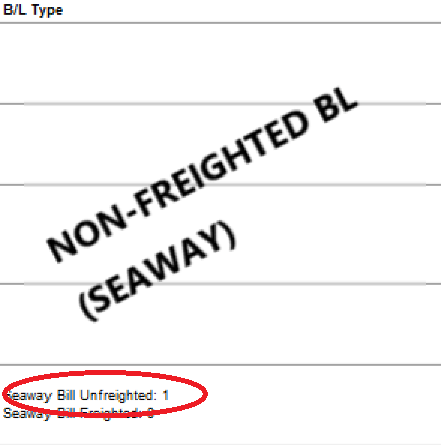 B/L Type
NON-FREIGHTED BL
(SEAWAY)
Seaway Bill Unfreighted: 1
Seaway Bill Freighted: 0